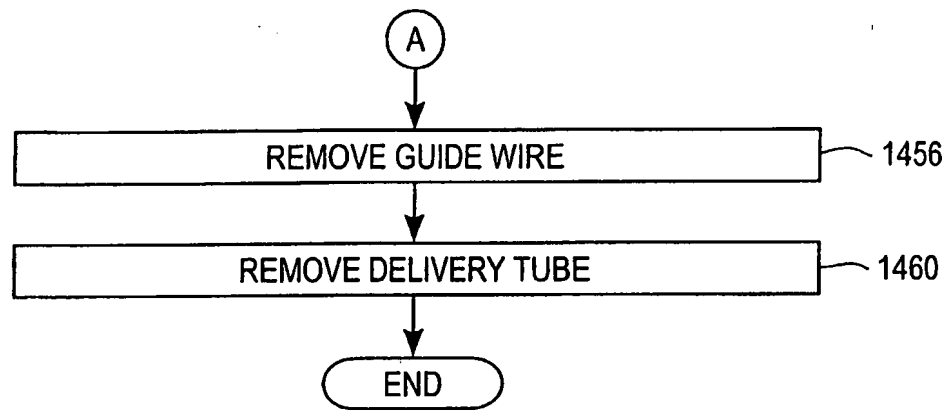 A
REMOVE GUIDE WIRE
1456
REMOVE DELIVERY TUBE
1460
END